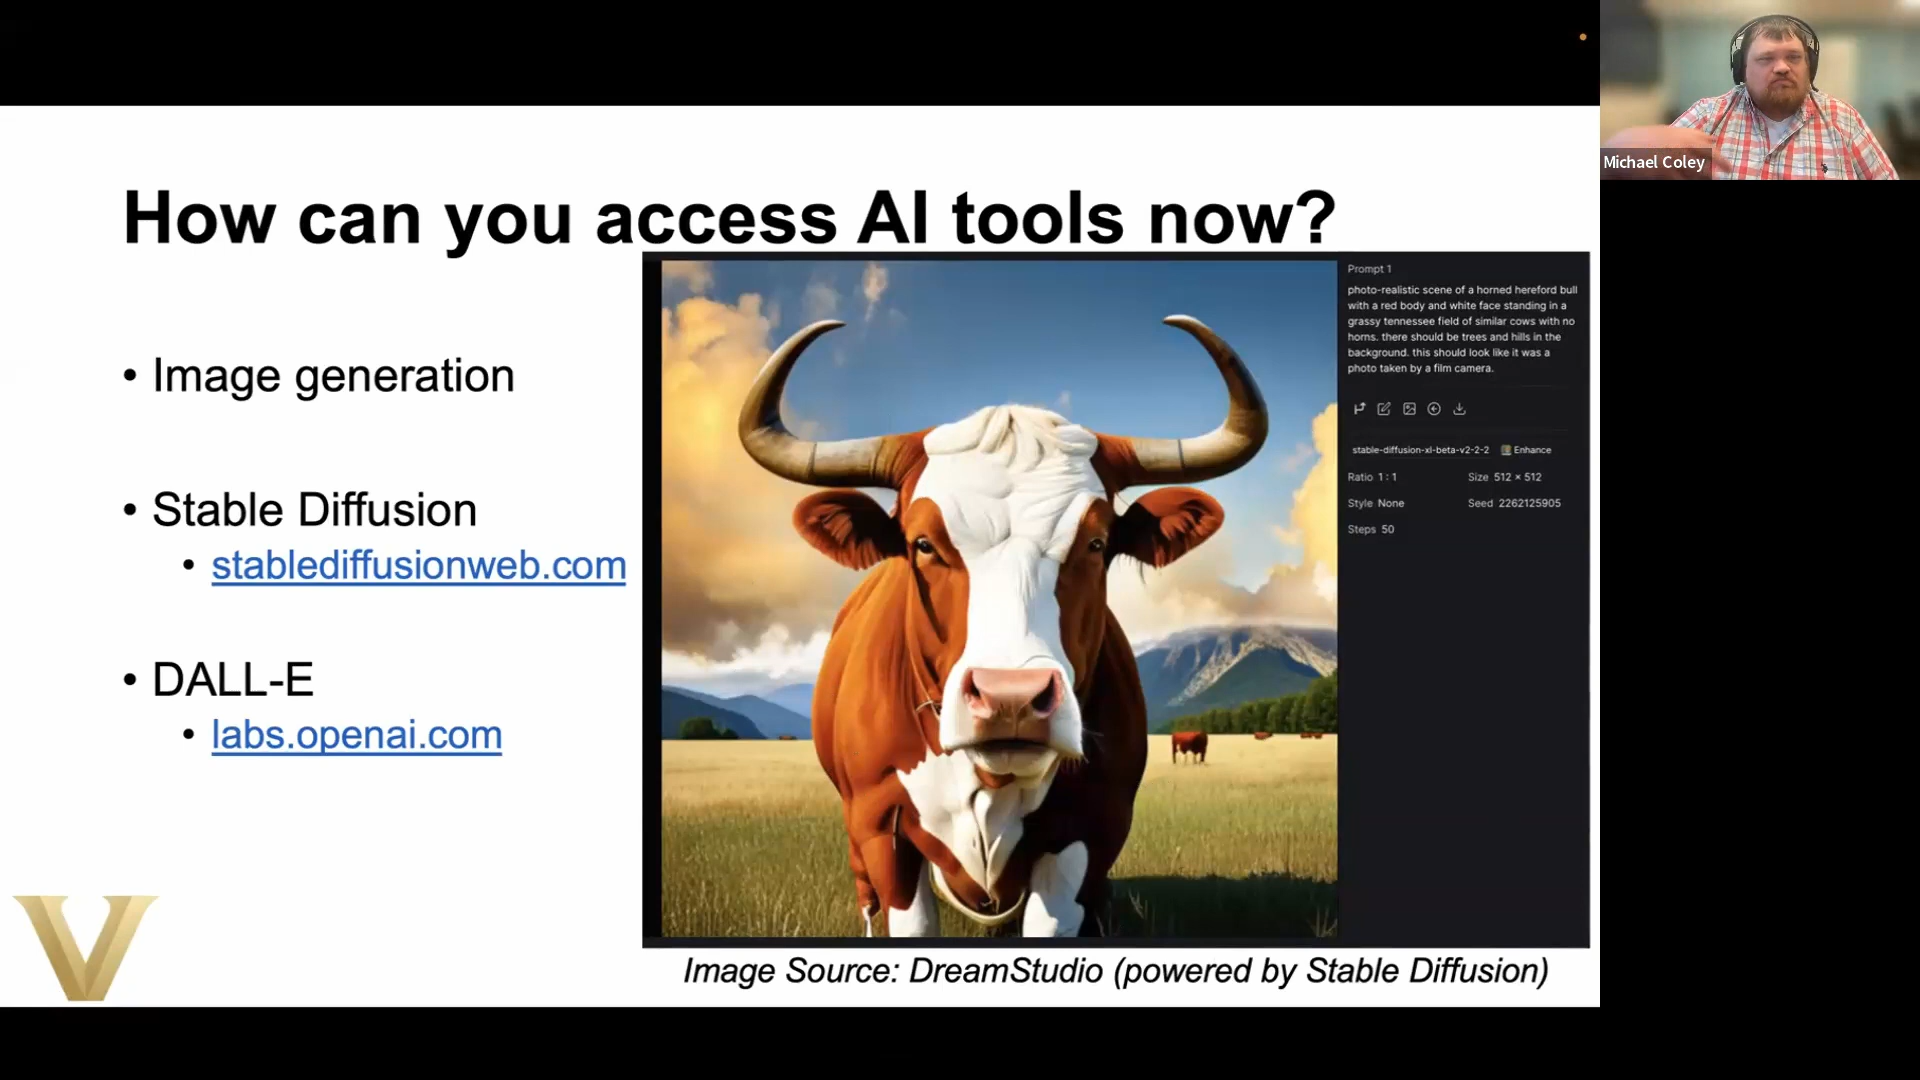 How can you access AI tools now?
• Image generation
• Stable Diffusion
• stablediffusionweb.com
• DALL-E
• labs.openai.com
Prompt 1
photo-realistic scene of a horned hereford bull
with a red body and white face standing in a
grassy tennessee field of similar cows with no
horns. there should be trees and hills in the
background. this should look like it was a
photo taken by a film camera.
stable-diffusion-xl-beta-v2-2-2 Enhance
Ratio 1 : 1 Size 512 × 512
Style None Seed 2262125905
Steps 50
Image Source: DreamStudio (powered by Stable Diffusion)
V
Michael Coley